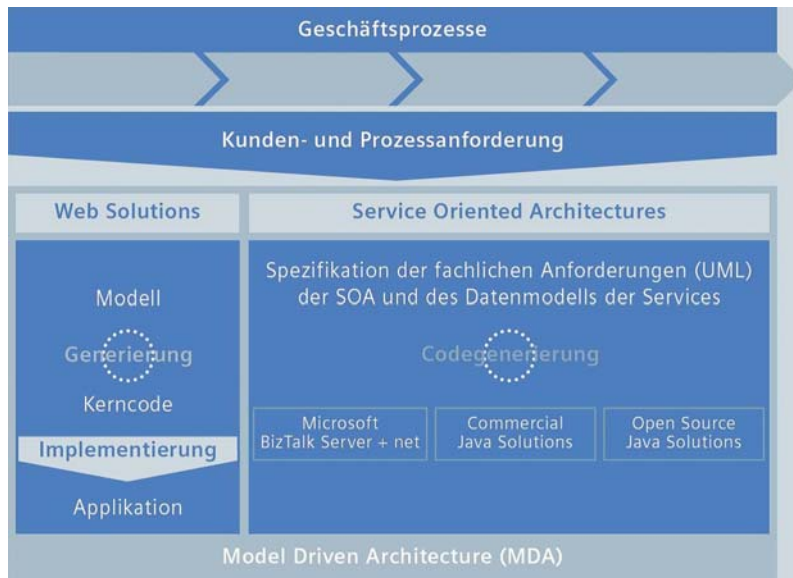 Geschäftsprozesse
Kunden- und Prozessanforderung
Web Solutions
Modell
Generierung
Kerncode
Implementierung
Applikation
Service Oriented Architectures
Spezifikation der fachlichen Anforderungen (UML)
der SOA und des Datenmodells der Services
Codegenerierung
Microsoft
BizTalk Server + net
Commercial
Java Solutions
Open Source
Java Solutions
Model Driven Architecture (MDA)